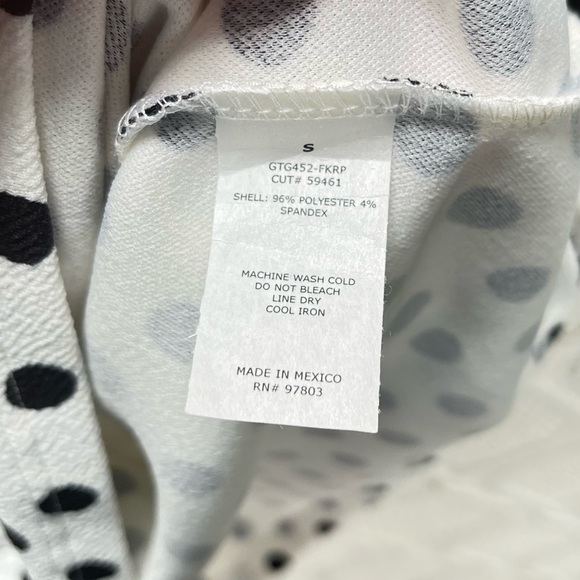 S
GTG452-FKRP
CUT# 59461
SHELL: 96% POLYESTER 4%
SPANDEX
MACHINE WASH COLD
DO NOT BLEACH
LINE DRY
COOL IRON
MADE IN MEXICO
RN# 97803